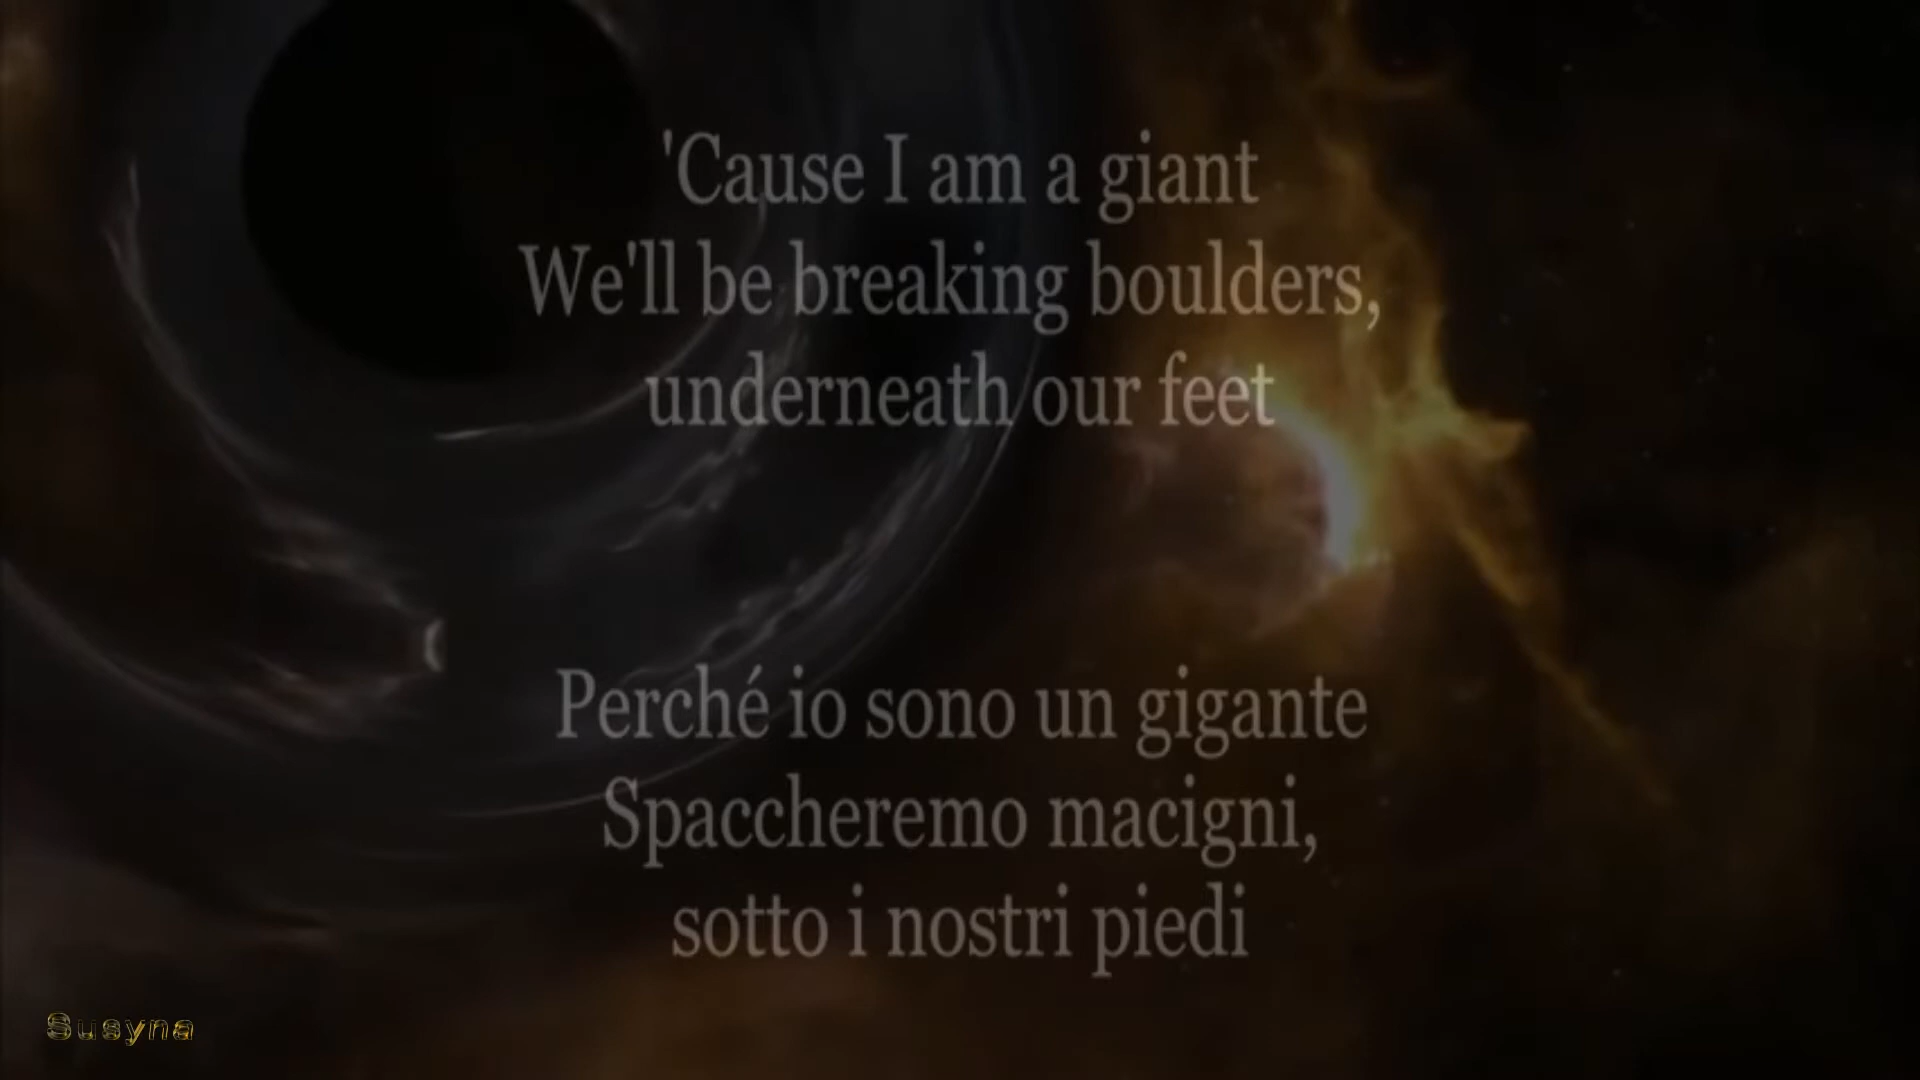 'Cause I am a giant
We'll be breaking boulders,
underneath our feet
Perché io sono un gigante
Spaccheremo macigni,
sotto i nostri piedi
Susyna